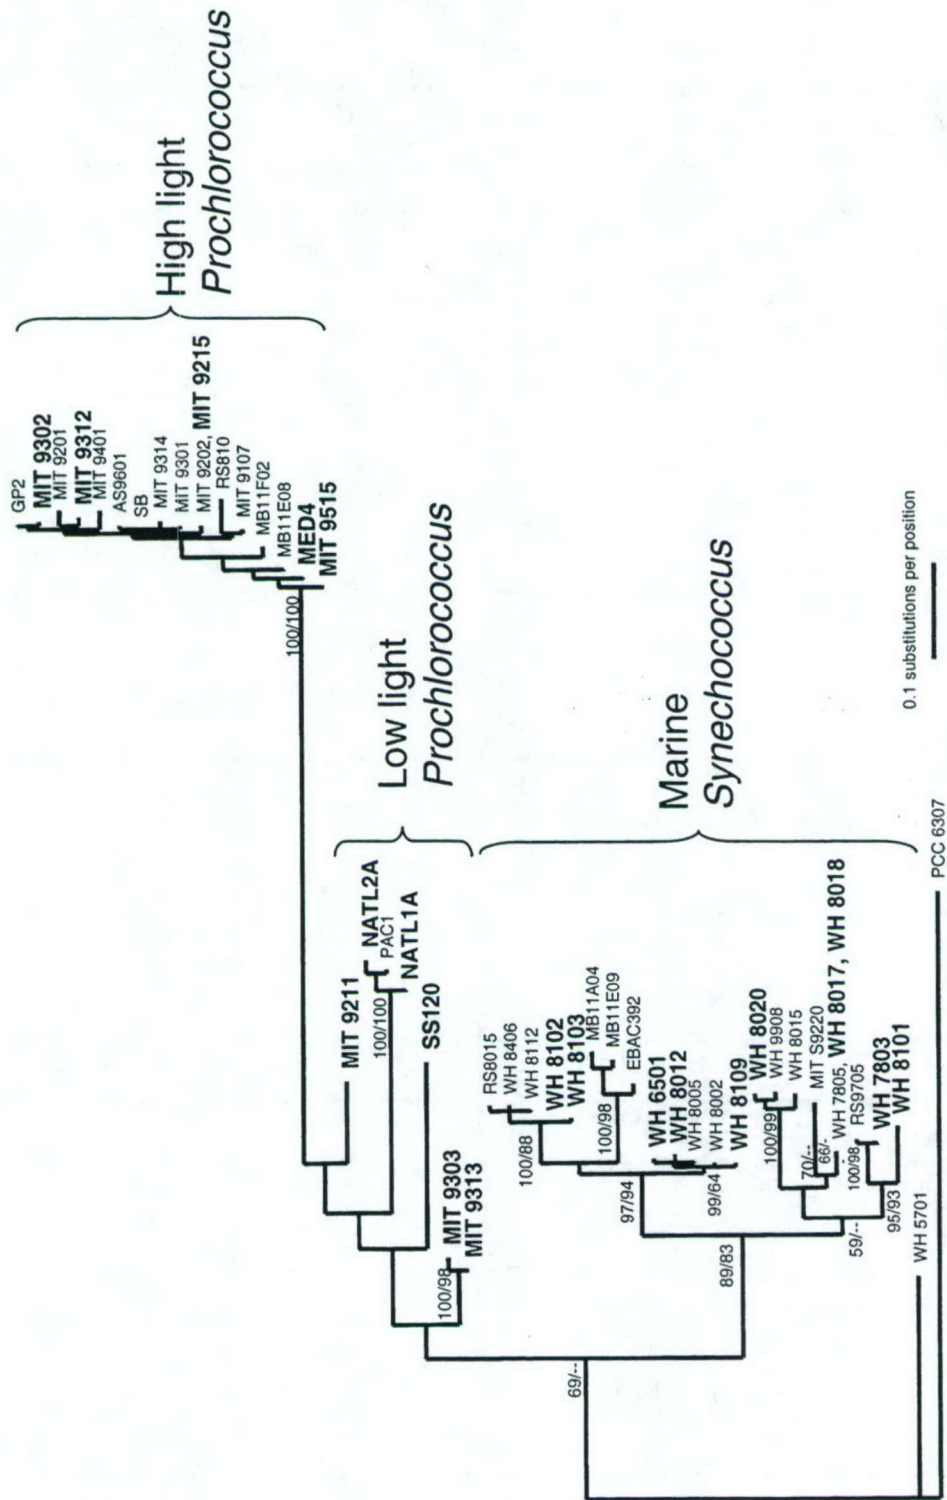 GP2
MIT 9302
MIT 9201
MIT 9312
MIT 9401
AS9601
SB
MIT 9314
MIT 9301
MIT 9202, MIT 9215
RS810
MIT 9107
MB11F02
MB11E08
MED4
MIT 9515
100/100
High light
Prochlorococcus
MIT 9211
NATL2A
PAC1
NATL1A
100/100
SS120
MIT 9303
MIT 9313
100/98
Low light
Prochlorococcus
RS8015
WH 8406
WH 8112
WH 8102
WH 8103
100/88
MB11A04
MB11E09
EBAC392
100/98
WH 6501
WH 8012
WH 8005
WH 8002
WH 8109
97/94
99/64
WH 8020
WH 9908
WH 8015
100/99
MIT S9220
70/--
66/-
WH 7805, WH 8017, WH 8018
RS9705
100/98
WH 7803
WH 8101
95/93
59/--
89/83
69/--
WH 5701
PCC 6307
Marine
Synechococcus
0.1 substitutions per position